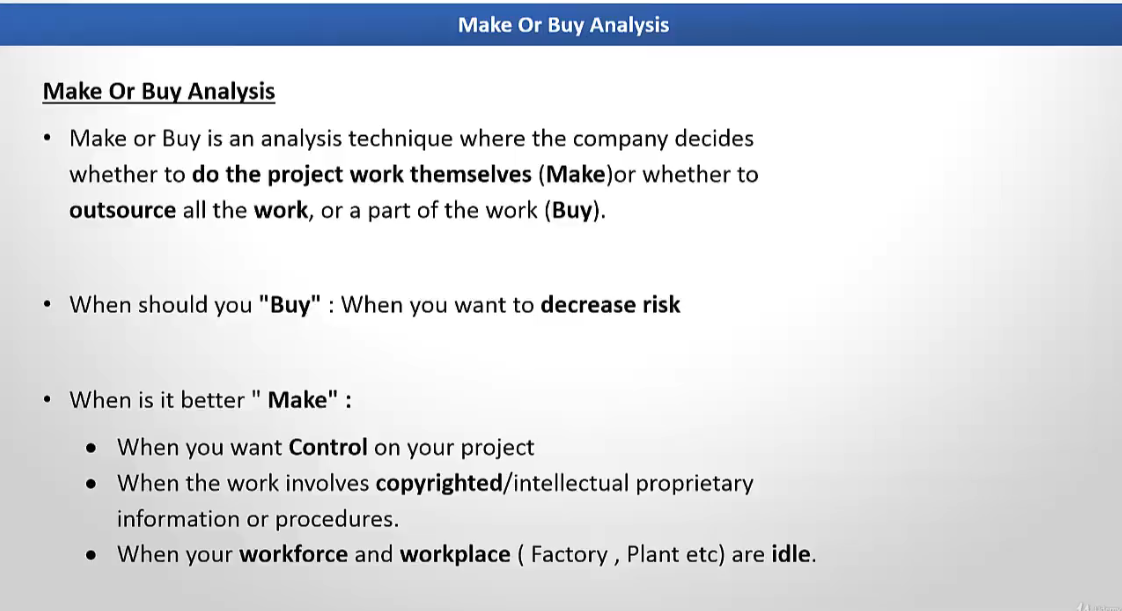 Make Or Buy Analysis
Make Or Buy Analysis
• Make or Buy is an analysis technique where the company decides
whether to do the project work themselves (Make)or whether to
outsource all the work, or a part of the work (Buy).
• When should you "Buy" : When you want to decrease risk
• When is it better " Make" :
• When you want Control on your project
• When the work involves copyrighted/intellectual proprietary
information or procedures.
• When your workforce and workplace ( Factory , Plant etc) are idle.